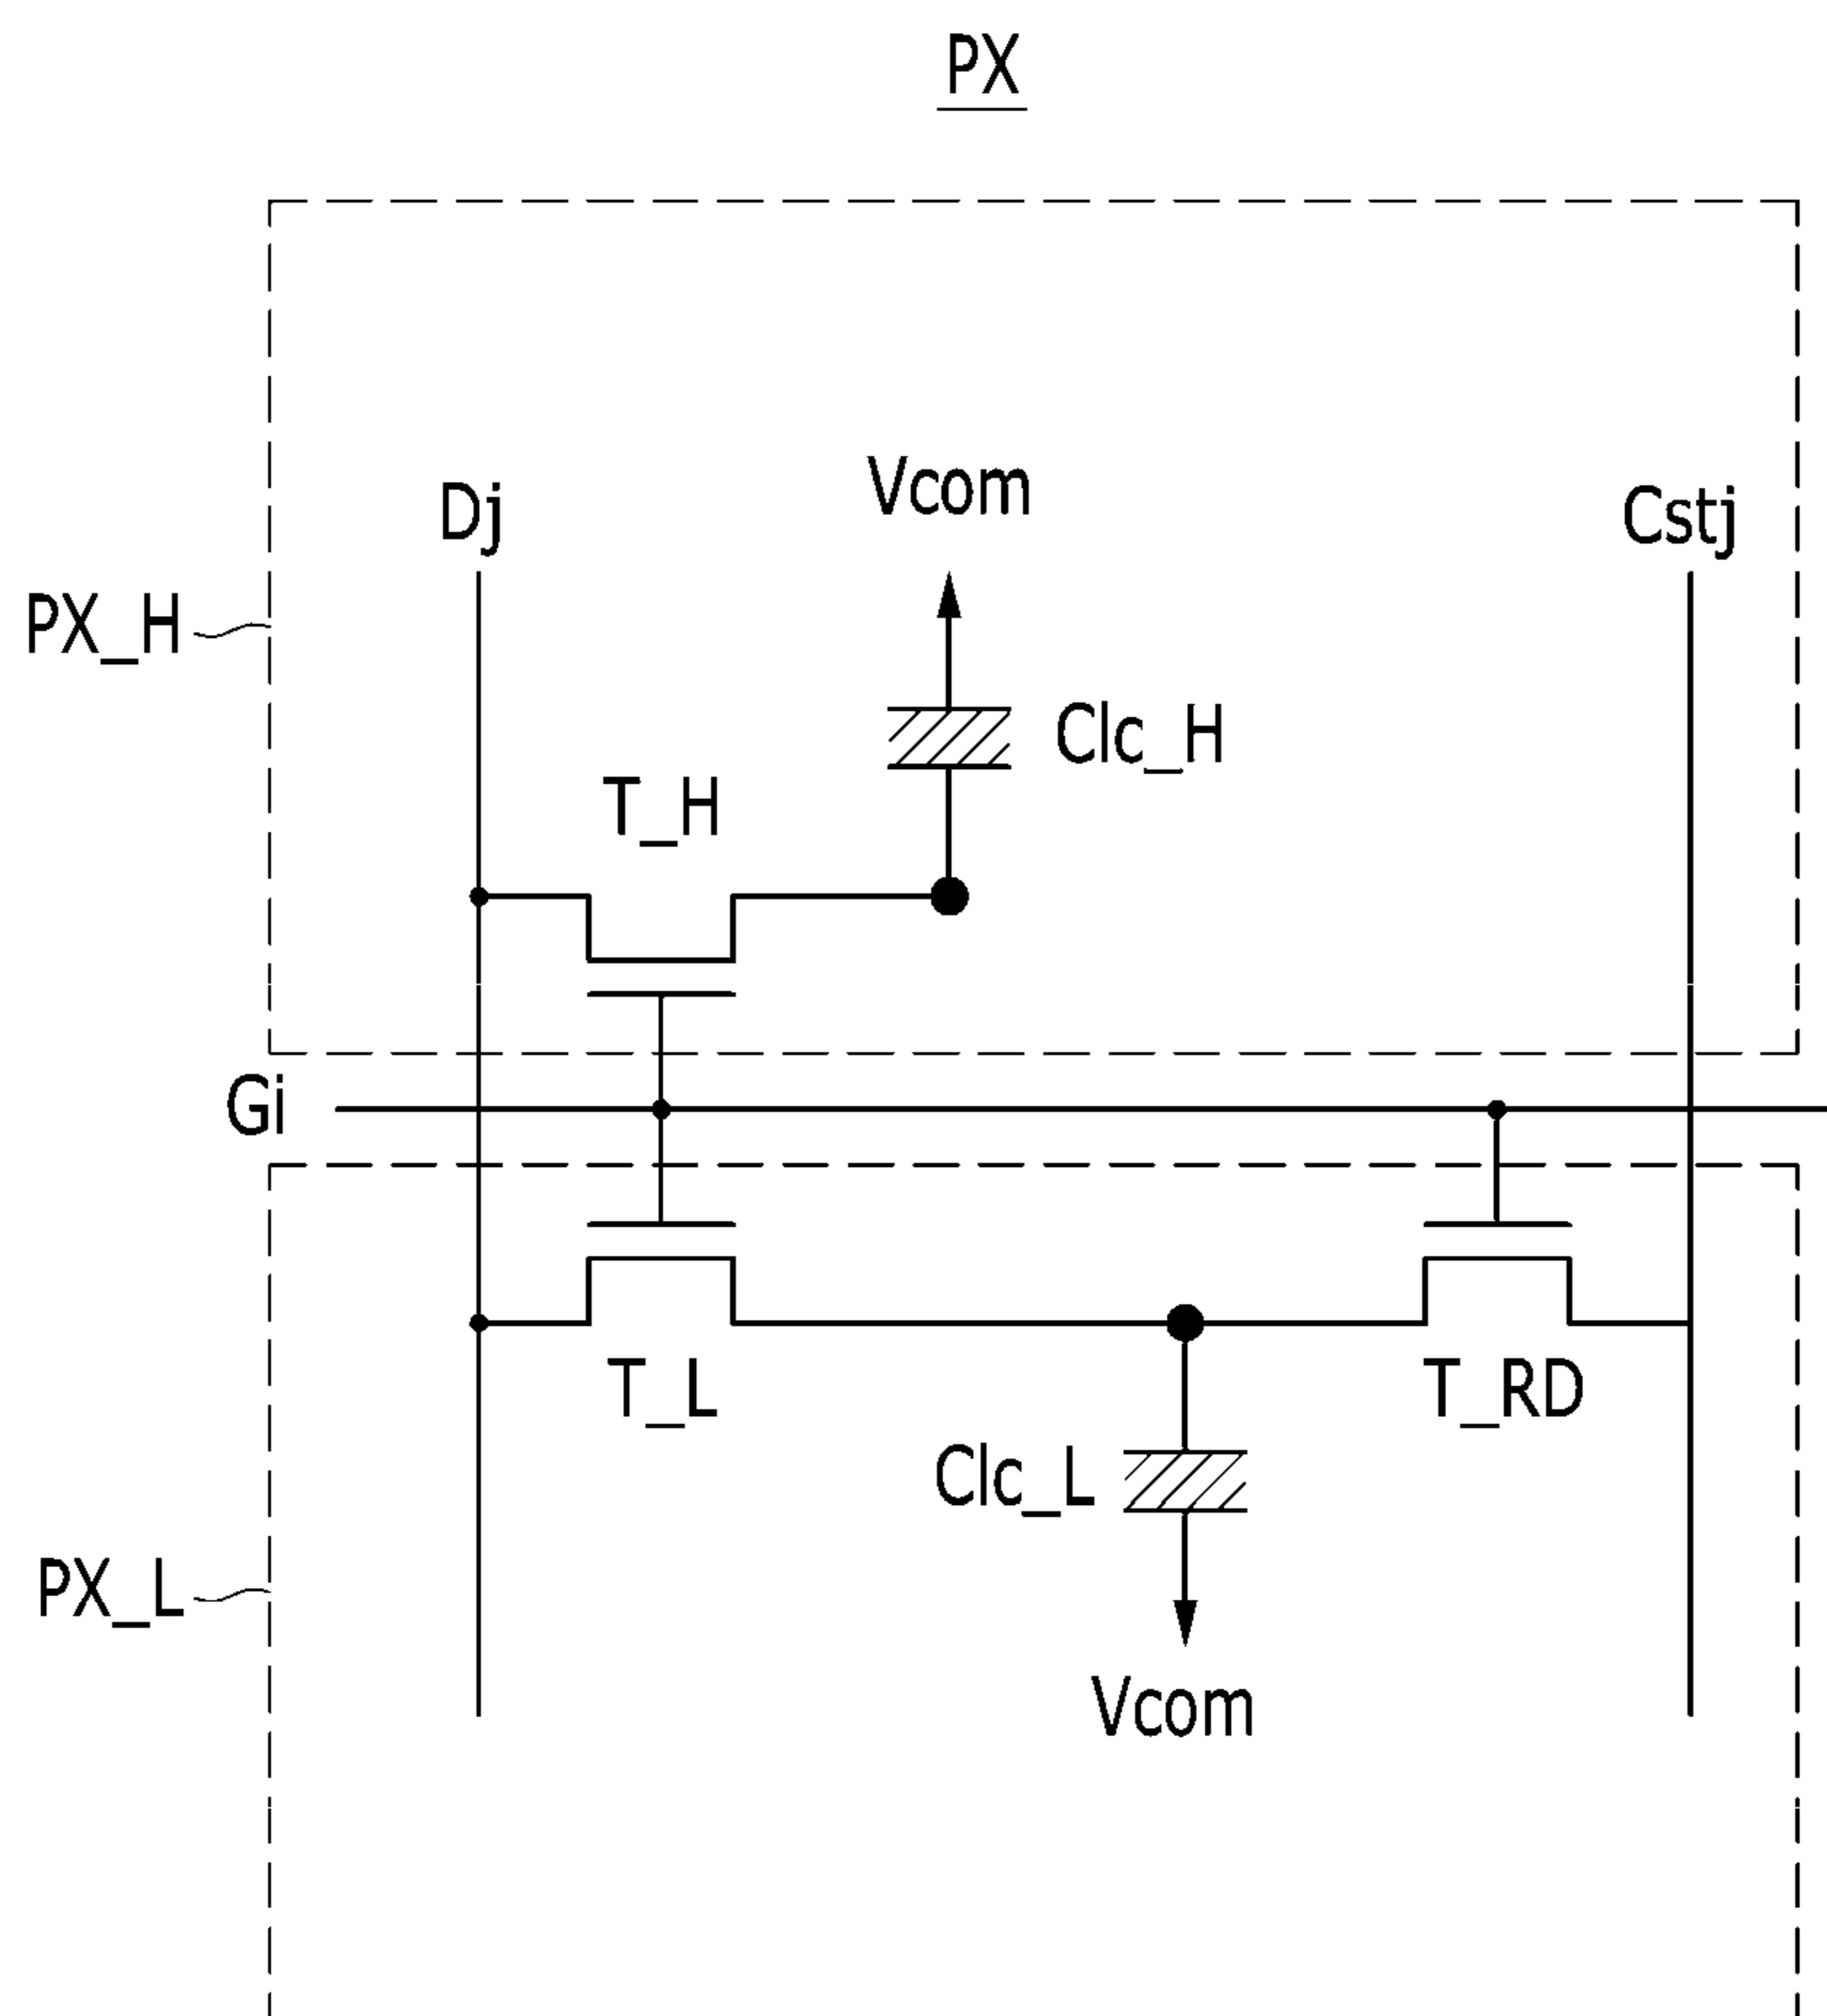 PX
Vcom
Dj
Cstj
PX_H
Clc_H
T_H
Gi
T_L
T_RD
Clc_L
PX_L
Vcom